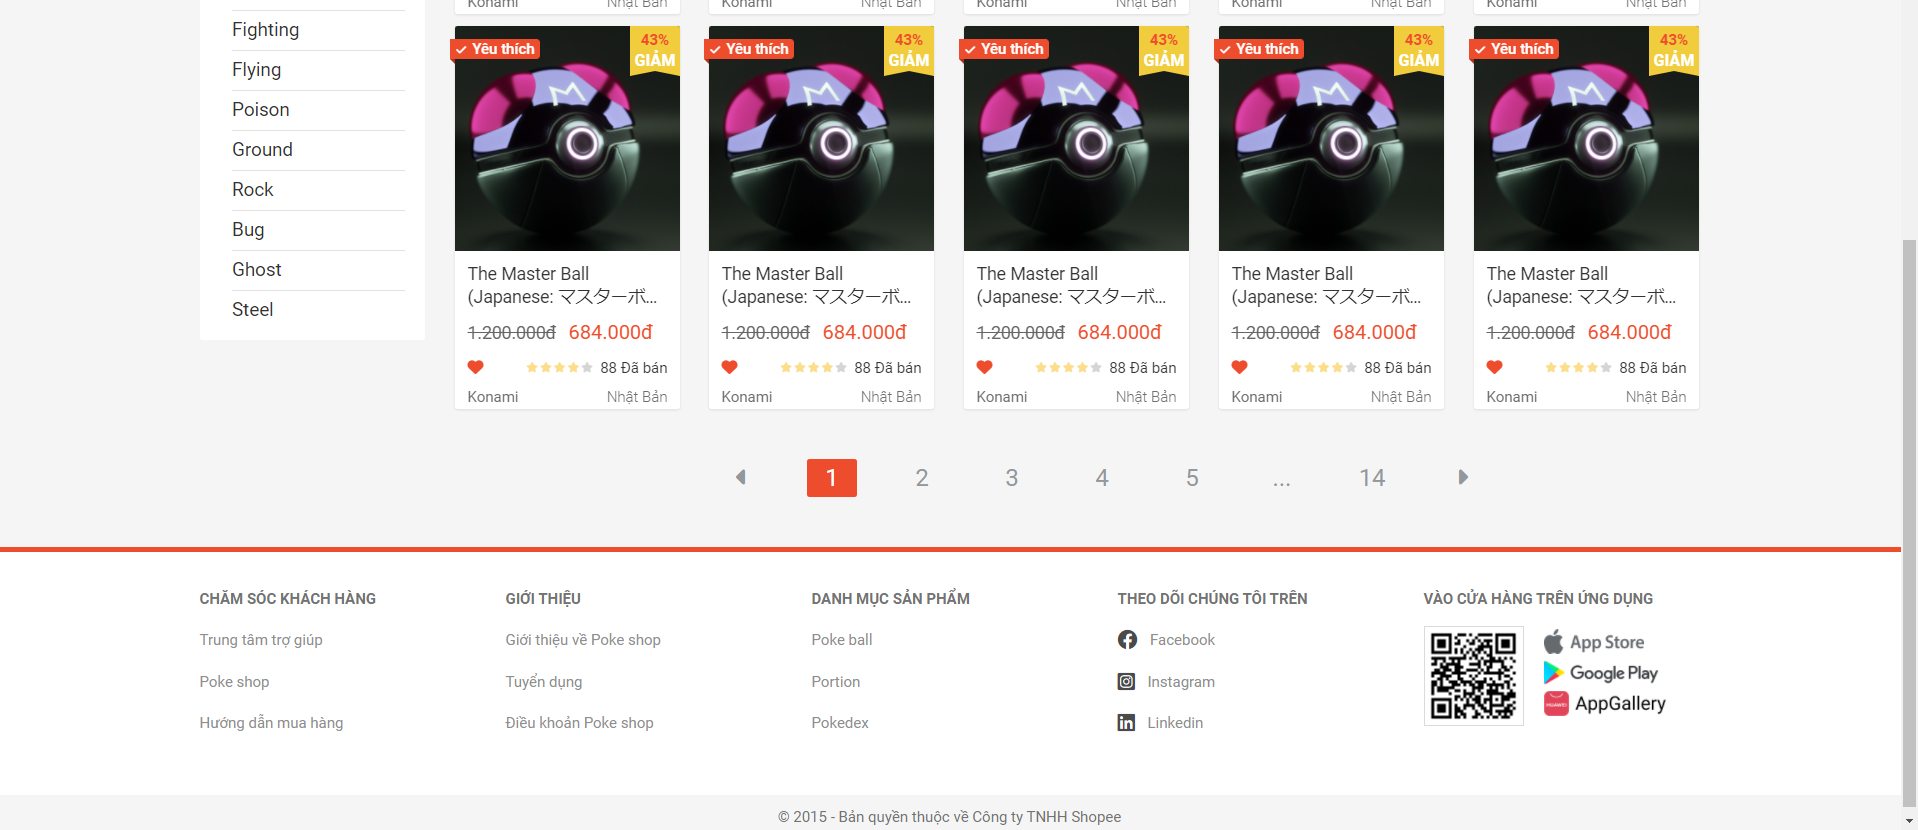 Konami Nhật Bản Konami Nhật Bản Konami Nhật Bản Konami Nhật Bản Konami Nhật Bản
Fighting
Flying
Poison
Ground
Rock
Bug
Ghost
Steel
Yêu thích
43%
GIẢM
M
The Master Ball
(Japanese: マスターボ...
1.200.000đ 684.000đ
88 Đã bán
Konami Nhật Bản
Yêu thích
43%
GIẢM
M
The Master Ball
(Japanese: マスターボ...
1.200.000đ 684.000đ
88 Đã bán
Konami Nhật Bản
Yêu thích
43%
GIẢM
M
The Master Ball
(Japanese: マスターボ...
1.200.000đ 684.000đ
88 Đã bán
Konami Nhật Bản
Yêu thích
43%
GIẢM
M
The Master Ball
(Japanese: マスターボ...
1.200.000đ 684.000đ
88 Đã bán
Konami Nhật Bản
Yêu thích
43%
GIẢM
M
The Master Ball
(Japanese: マスターボ...
1.200.000đ 684.000đ
88 Đã bán
Konami Nhật Bản
1 2 3 4 5 ... 14
CHĂM SÓC KHÁCH HÀNG
Trung tâm trợ giúp
Poke shop
Hướng dẫn mua hàng
GIỚI THIỆU
Giới thiệu về Poke shop
Tuyển dụng
Điều khoản Poke shop
DANH MỤC SẢN PHẨM
Poke ball
Portion
Pokedex
THEO DÕI CHÚNG TÔI TRÊN
Facebook
Instagram
Linkedin
VÀO CỬA HÀNG TRÊN ỨNG DỤNG
App Store
Google Play
HUAWEI AppGallery
© 2015 - Bản quyền thuộc về Công ty TNHH Shopee